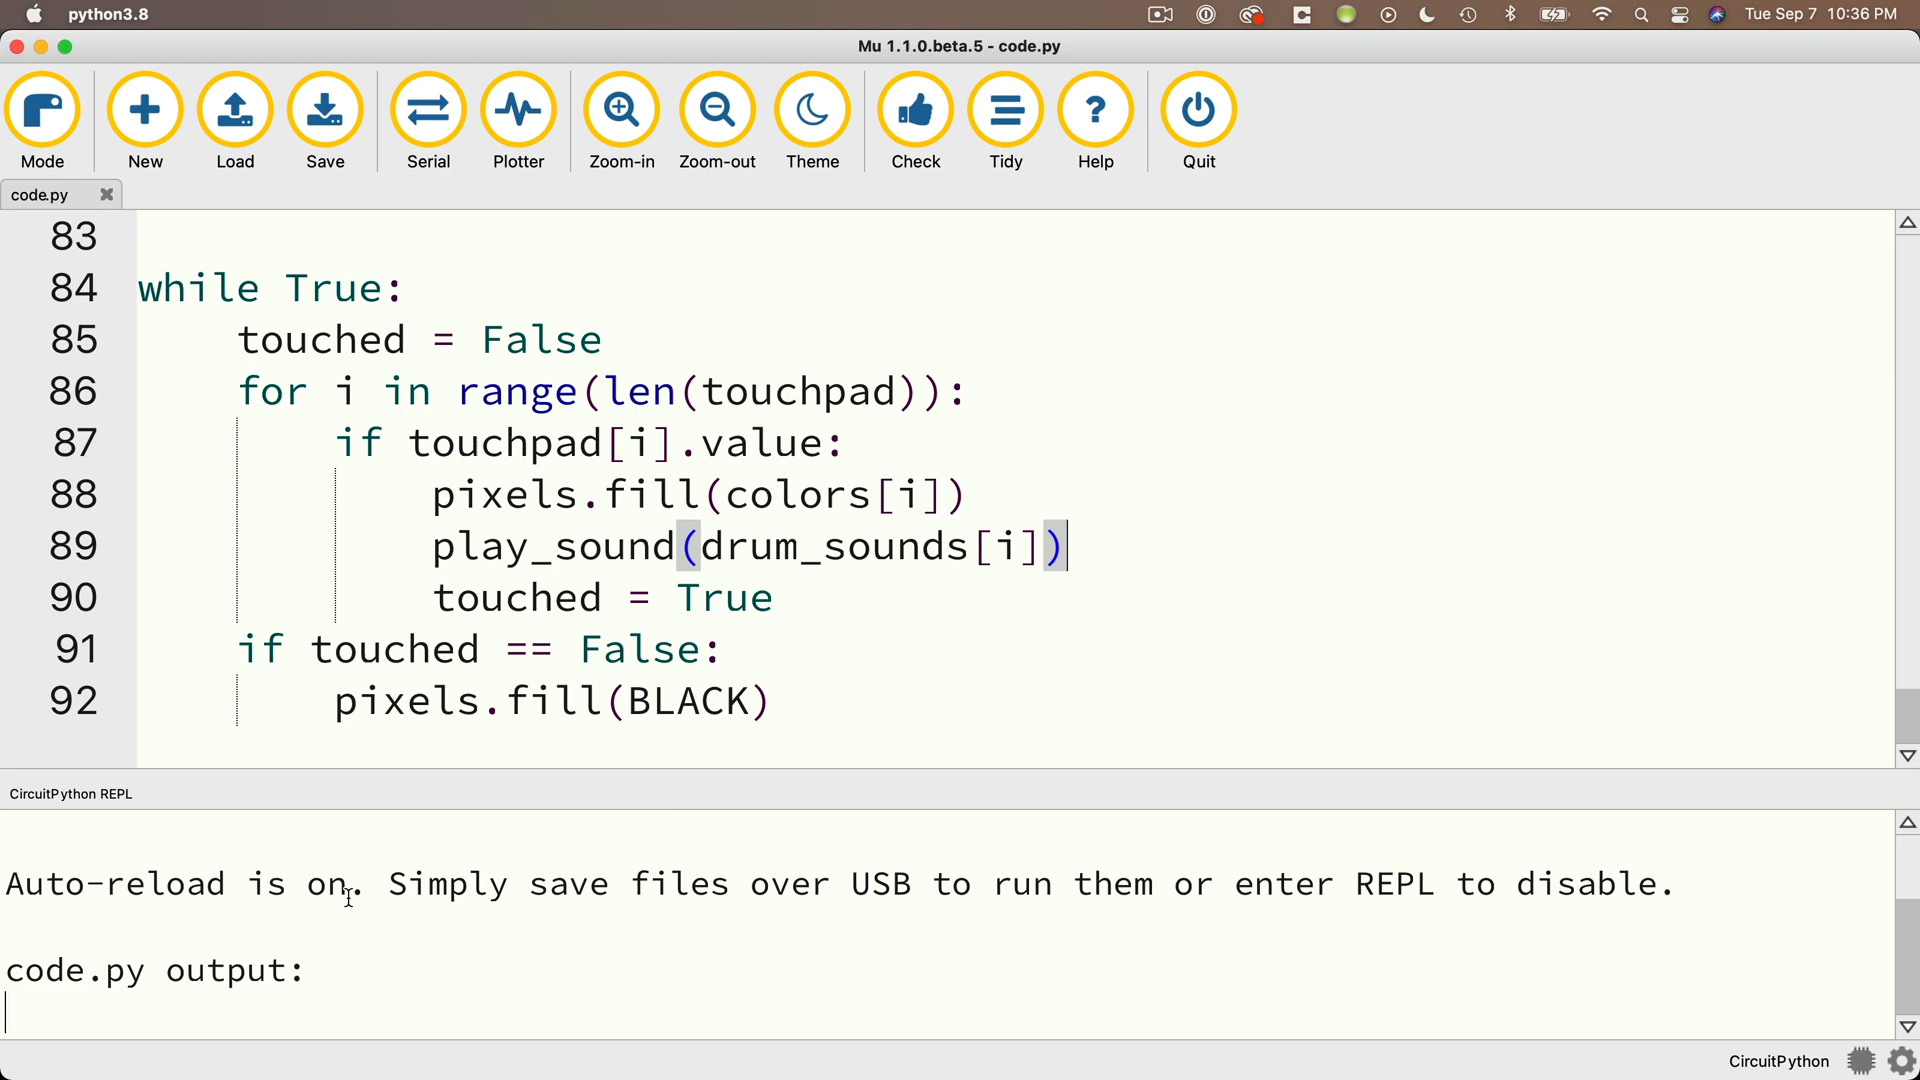 python3.8
Tue Sep 7 10:36 PM
Mu 1.1.0.beta.5 - code.py
Mode
New
Load
Save
Serial
Plotter
Zoom-in
Zoom-out
Theme
Check
Tidy
Help
Quit
code.py
83
84 while True:
85 touched = False
86 for i in range(len(touchpad)):
87 if touchpad[i].value:
88 pixels.fill(colors[i])
89 play_sound(drum_sounds[i])
90 touched = True
91 if touched == False:
92 pixels.fill(BLACK)
CircuitPython REPL
Auto-reload is on. Simply save files over USB to run them or enter REPL to disable.
code.py output:
CircuitPython